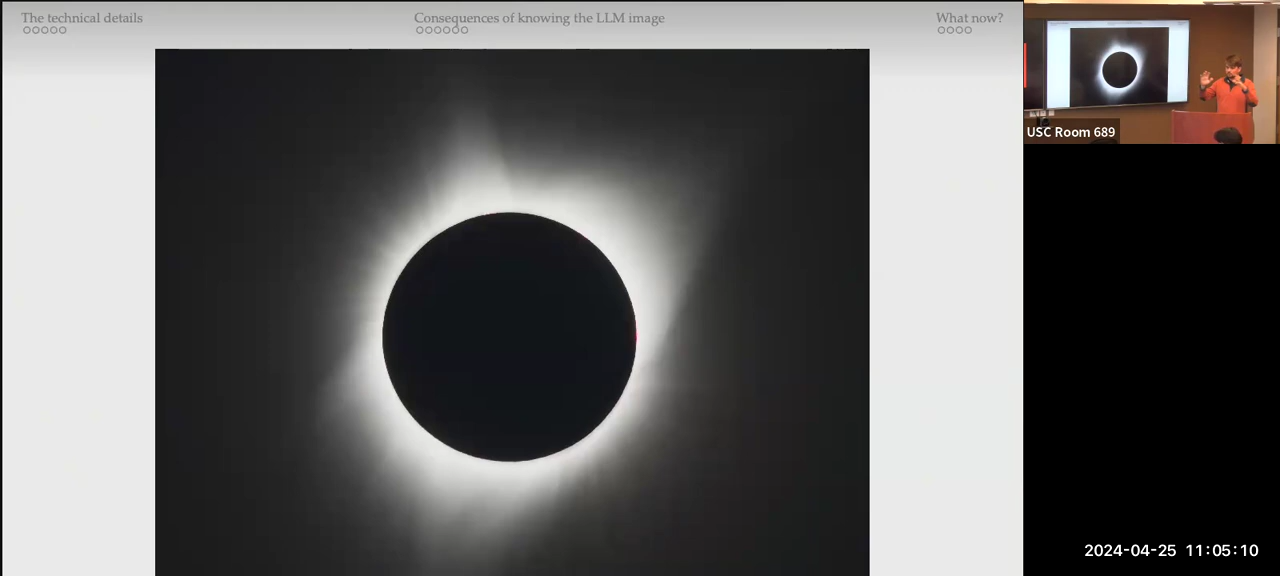 The technical details
Consequences of knowing the LLM image
What now?
USC Room 689
2024-04-25 11:05:10